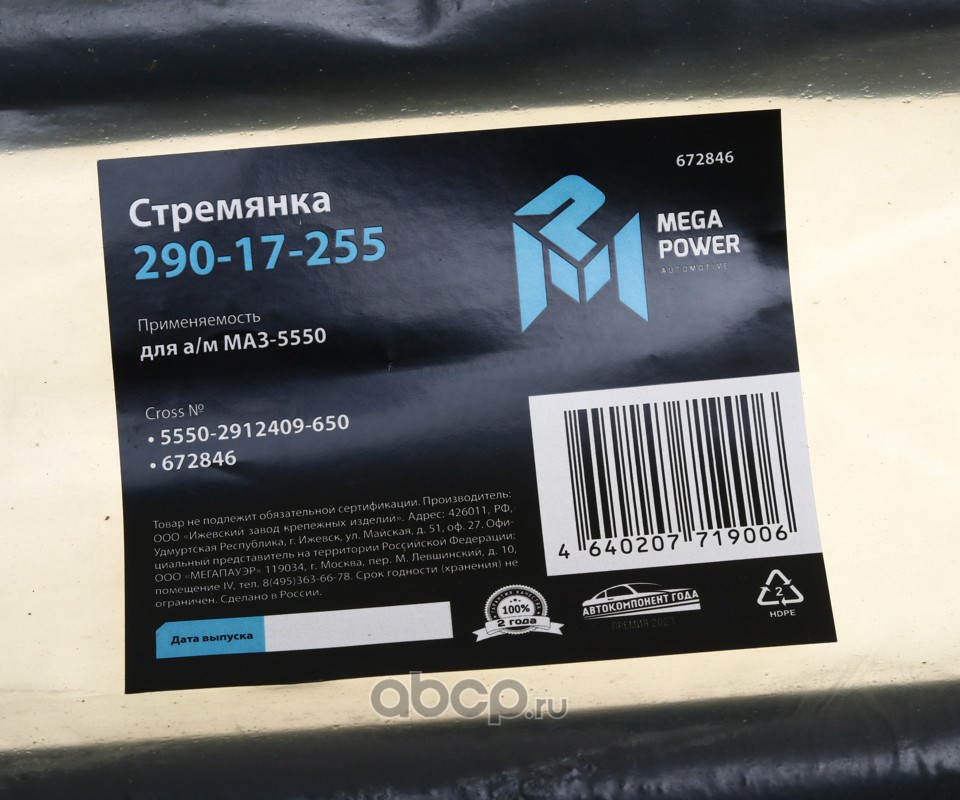 672846
Стремянка
290-17-255
MEGA
POWER
AUTOMOTIVE
Применяемость
для а/м МАЗ-5550
Cross №
• 5550-2912409-650
• 672846
Товар не подлежит обязательной сертификации. Производитель:
ООО «Ижевский завод крепежных изделий». Адрес: 426011, РФ,
Удмуртская Республика, г. Ижевск, ул. Майская, д. 51, оф. 27. Офи-
циальный представитель на территории Российской Федерации:
ООО «МЕГАПАУЭР» 119034, г. Москва, пер. М. Левшинский, д. 10,
помещение IV, тел. 8(495)363-66-78. Срок годности (хранения) не
ограничен. Сделано в России.
4 640207 719006
Дата выпуска
ГАРАНТИЯ КАЧЕСТВА
100%
2 года
АВТОКОМПОНЕНТ ГОДА
ПРЕМИЯ
2
HDPE
abcp.ru